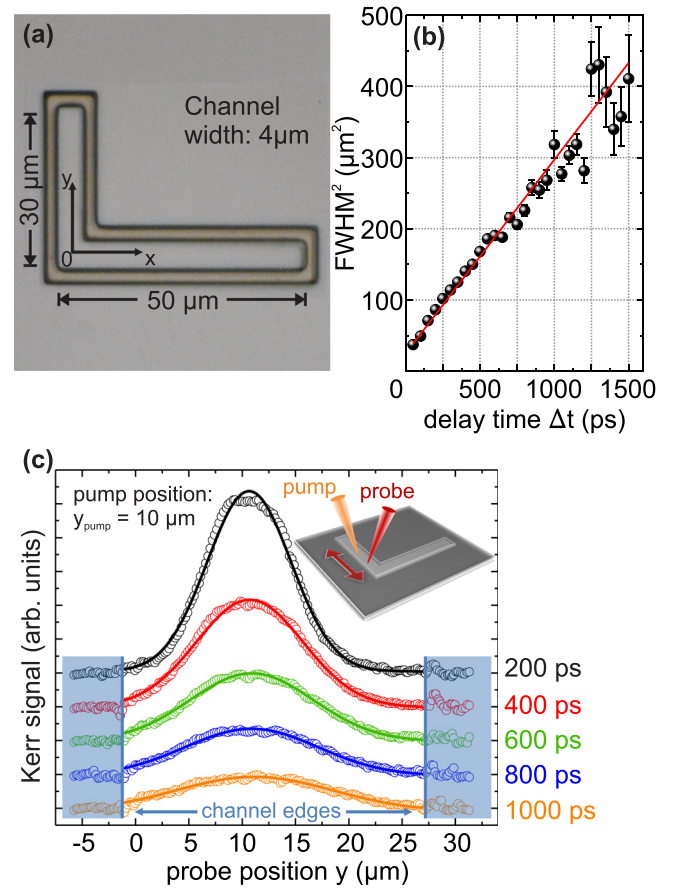 (a)
Channel
width: 4μm
30 μm
y
0
x
50 μm
(b)
FWHM² (μm²)
500
400
300
200
100
0
500
1000
1500
delay time Δt (ps)
(c)
pump position:
y_pump = 10 μm
pump
probe
Kerr signal (arb. units)
200 ps
400 ps
600 ps
800 ps
1000 ps
channel edges
-5
0
5
10
15
20
25
30
probe position y (μm)